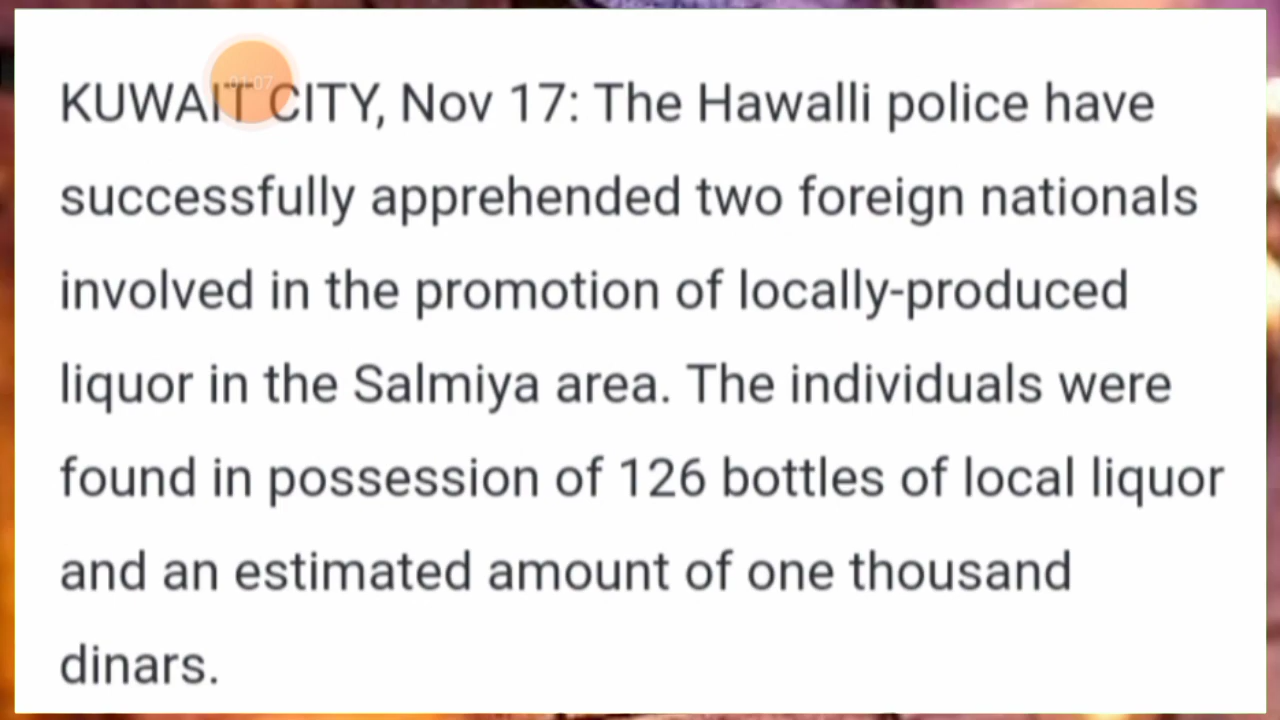 KUWAIT CITY, Nov 17: The Hawalli police have
successfully apprehended two foreign nationals
involved in the promotion of locally-produced
liquor in the Salmiya area. The individuals were
found in possession of 126 bottles of local liquor
and an estimated amount of one thousand
dinars.
01:07